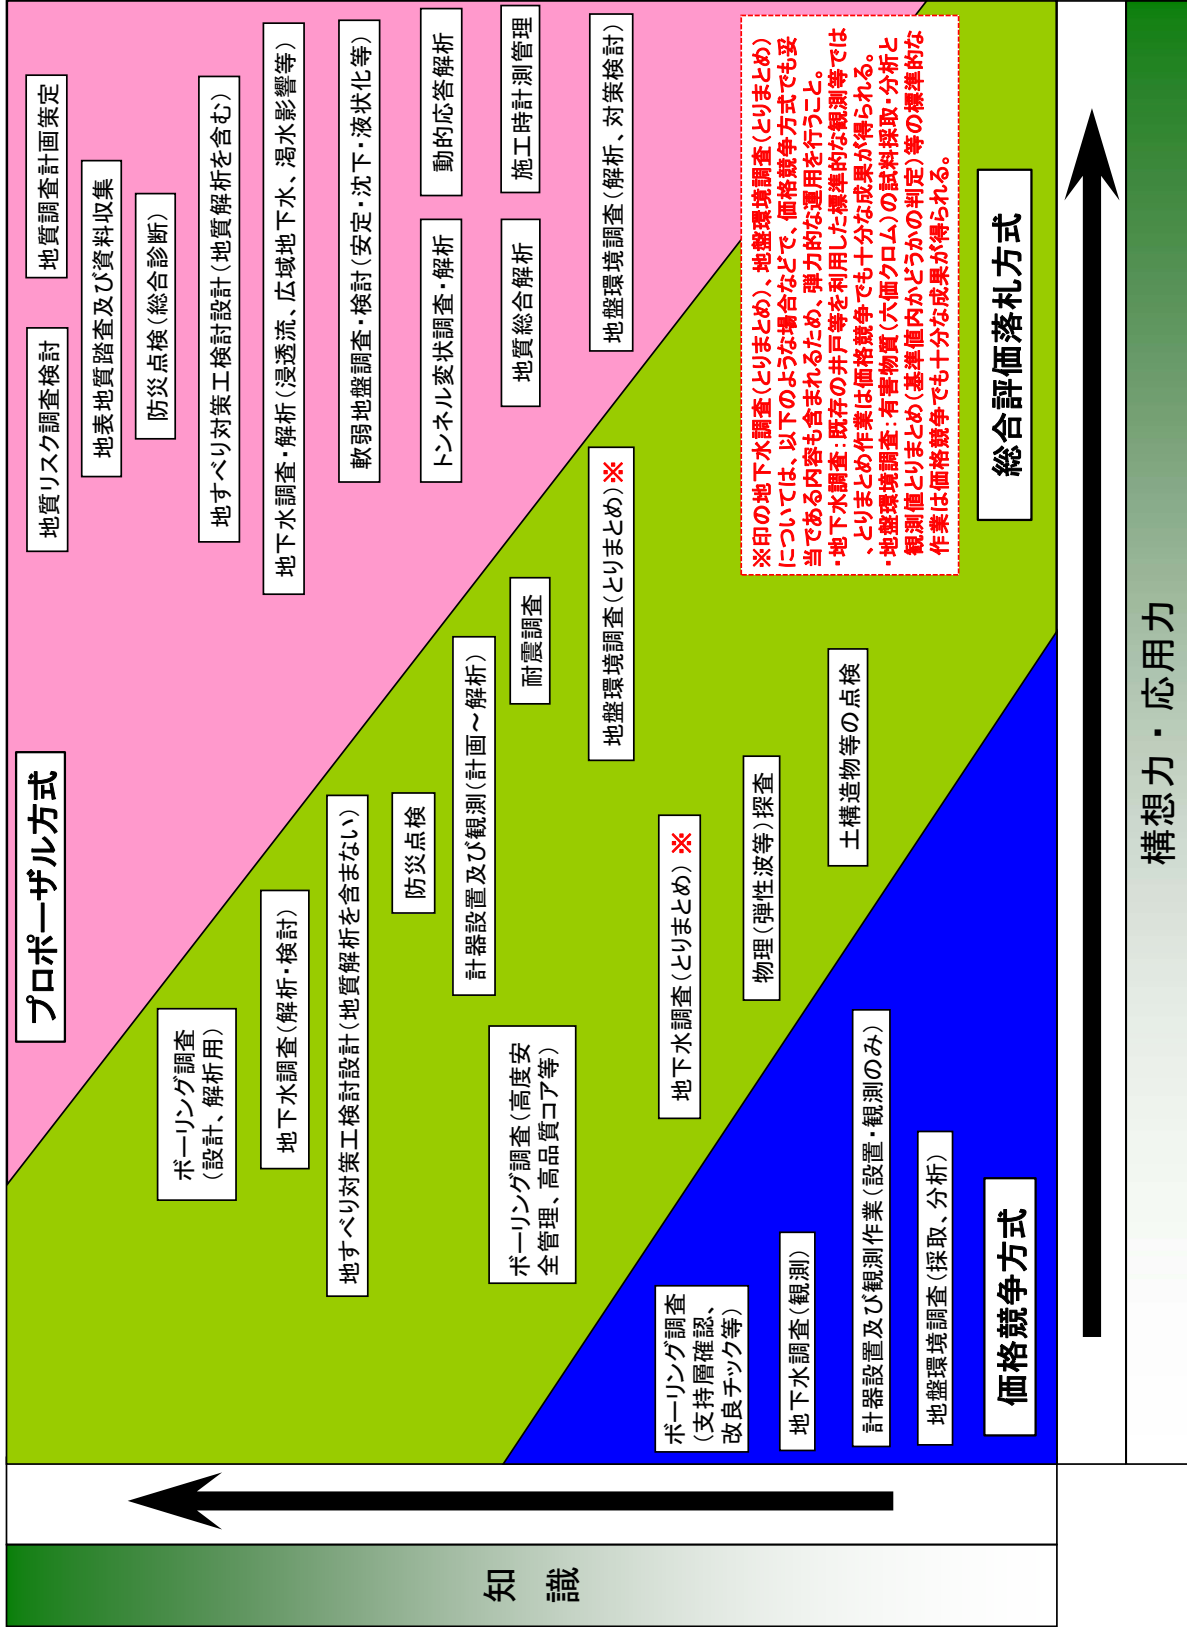 プロポーザル方式
地質リスク調査検討
地質調査計画策定
地表地質踏査及び資料収集
防災点検(総合診断)
地すべり対策工検討設計(地質解析を含む)
地下水調査・解析(浸透流、広域地下水、渇水影響等)
軟弱地盤調査・検討(安定・沈下・液状化等)
トンネル変状調査・解析
動的応答解析
地質総合解析
施工時計測管理
地盤環境調査(解析、対策検討)
ボーリング調査
(設計、解析用)
地下水調査(解析・検討)
地すべり対策工検討設計(地質解析を含まない)
防災点検
計器設置及び観測(計画～解析)
耐震調査
ボーリング調査(高度安
全管理、高品質コア等)
地盤環境調査(とりまとめ)※
地下水調査(とりまとめ)※
物理(弾性波等)探査
土構造物等の点検
※印の地下水調査(とりまとめ)、地盤環境調査(とりまとめ)
については、以下のような場合などで、価格競争方式でも妥
当である内容も含まれるため、弾力的な運用を行うこと。
・地下水調査:既存の井戸等を利用した標準的な観測等では
、とりまとめ作業は価格競争でも十分な成果が得られる。
・地盤環境調査:有害物質(六価クロム)の試料採取・分析と
観測値とりまとめ(基準値内かどうかの判定)等の標準的な
作業は価格競争でも十分な成果が得られる。
総合評価落札方式
ボーリング調査
(支持層確認、
改良チック等)
地下水調査(観測)
計器設置及び観測作業(設置・観測のみ)
地盤環境調査(採取、分析)
価格競争方式
知識
構想力・応用力